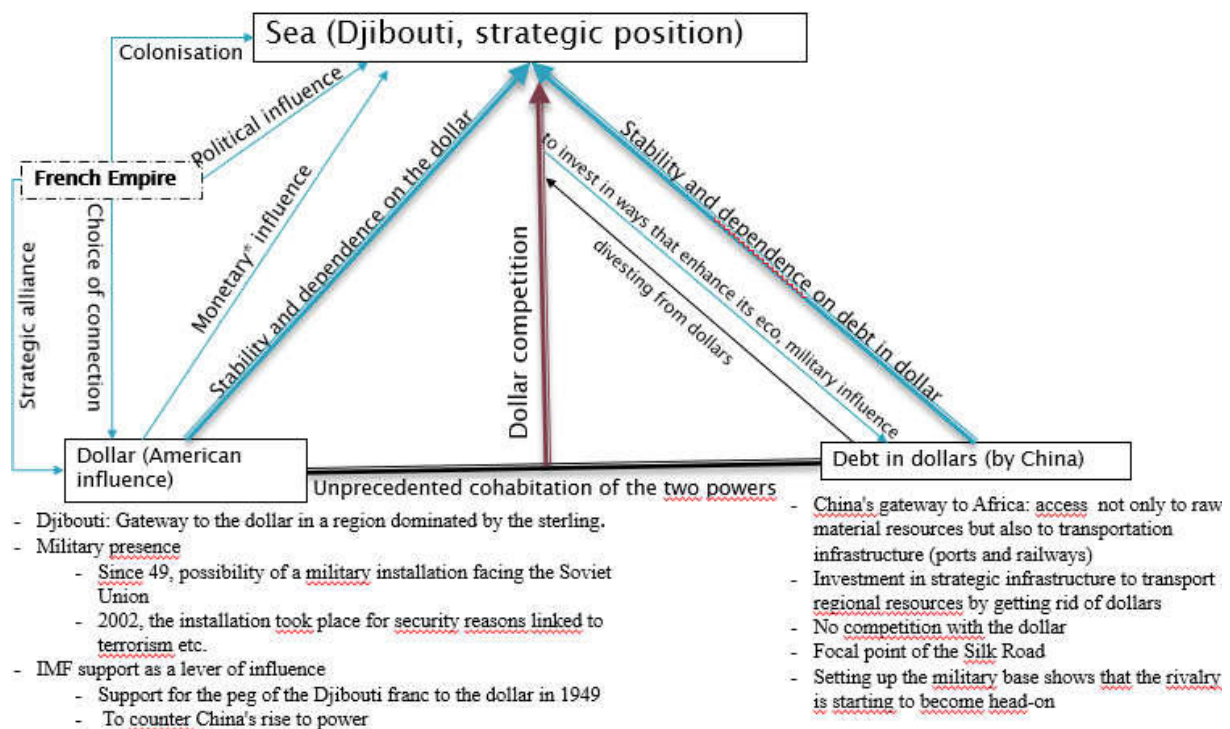 Sea (Djibouti, strategic position)
Colonisation
Political influence
French Empire
Strategic alliance
Choice of connection
Monetary* influence
Stability and dependence on the dollar
Dollar competition
to invest in ways that enhance its eco, military influence
divesting from dollars
Stability and dependence on debt in dollar
Dollar (American
influence)
Debt in dollars (by China)
Unprecedented cohabitation of the two powers
- Djibouti: Gateway to the dollar in a region dominated by the sterling.
- Military presence
- Since 49, possibility of a military installation facing the Soviet
Union
- 2002, the installation took place for security reasons linked to
terrorism etc.
- IMF support as a lever of influence
- Support for the peg of the Djibouti franc to the dollar in 1949
- To counter China's rise to power
- China's gateway to Africa: access not only to raw
material resources but also to transportation
infrastructure (ports and railways)
- Investment in strategic infrastructure to transport
regional resources by getting rid of dollars
- No competition with the dollar
- Focal point of the Silk Road
- Setting up the military base shows that the rivalry
is starting to become head-on